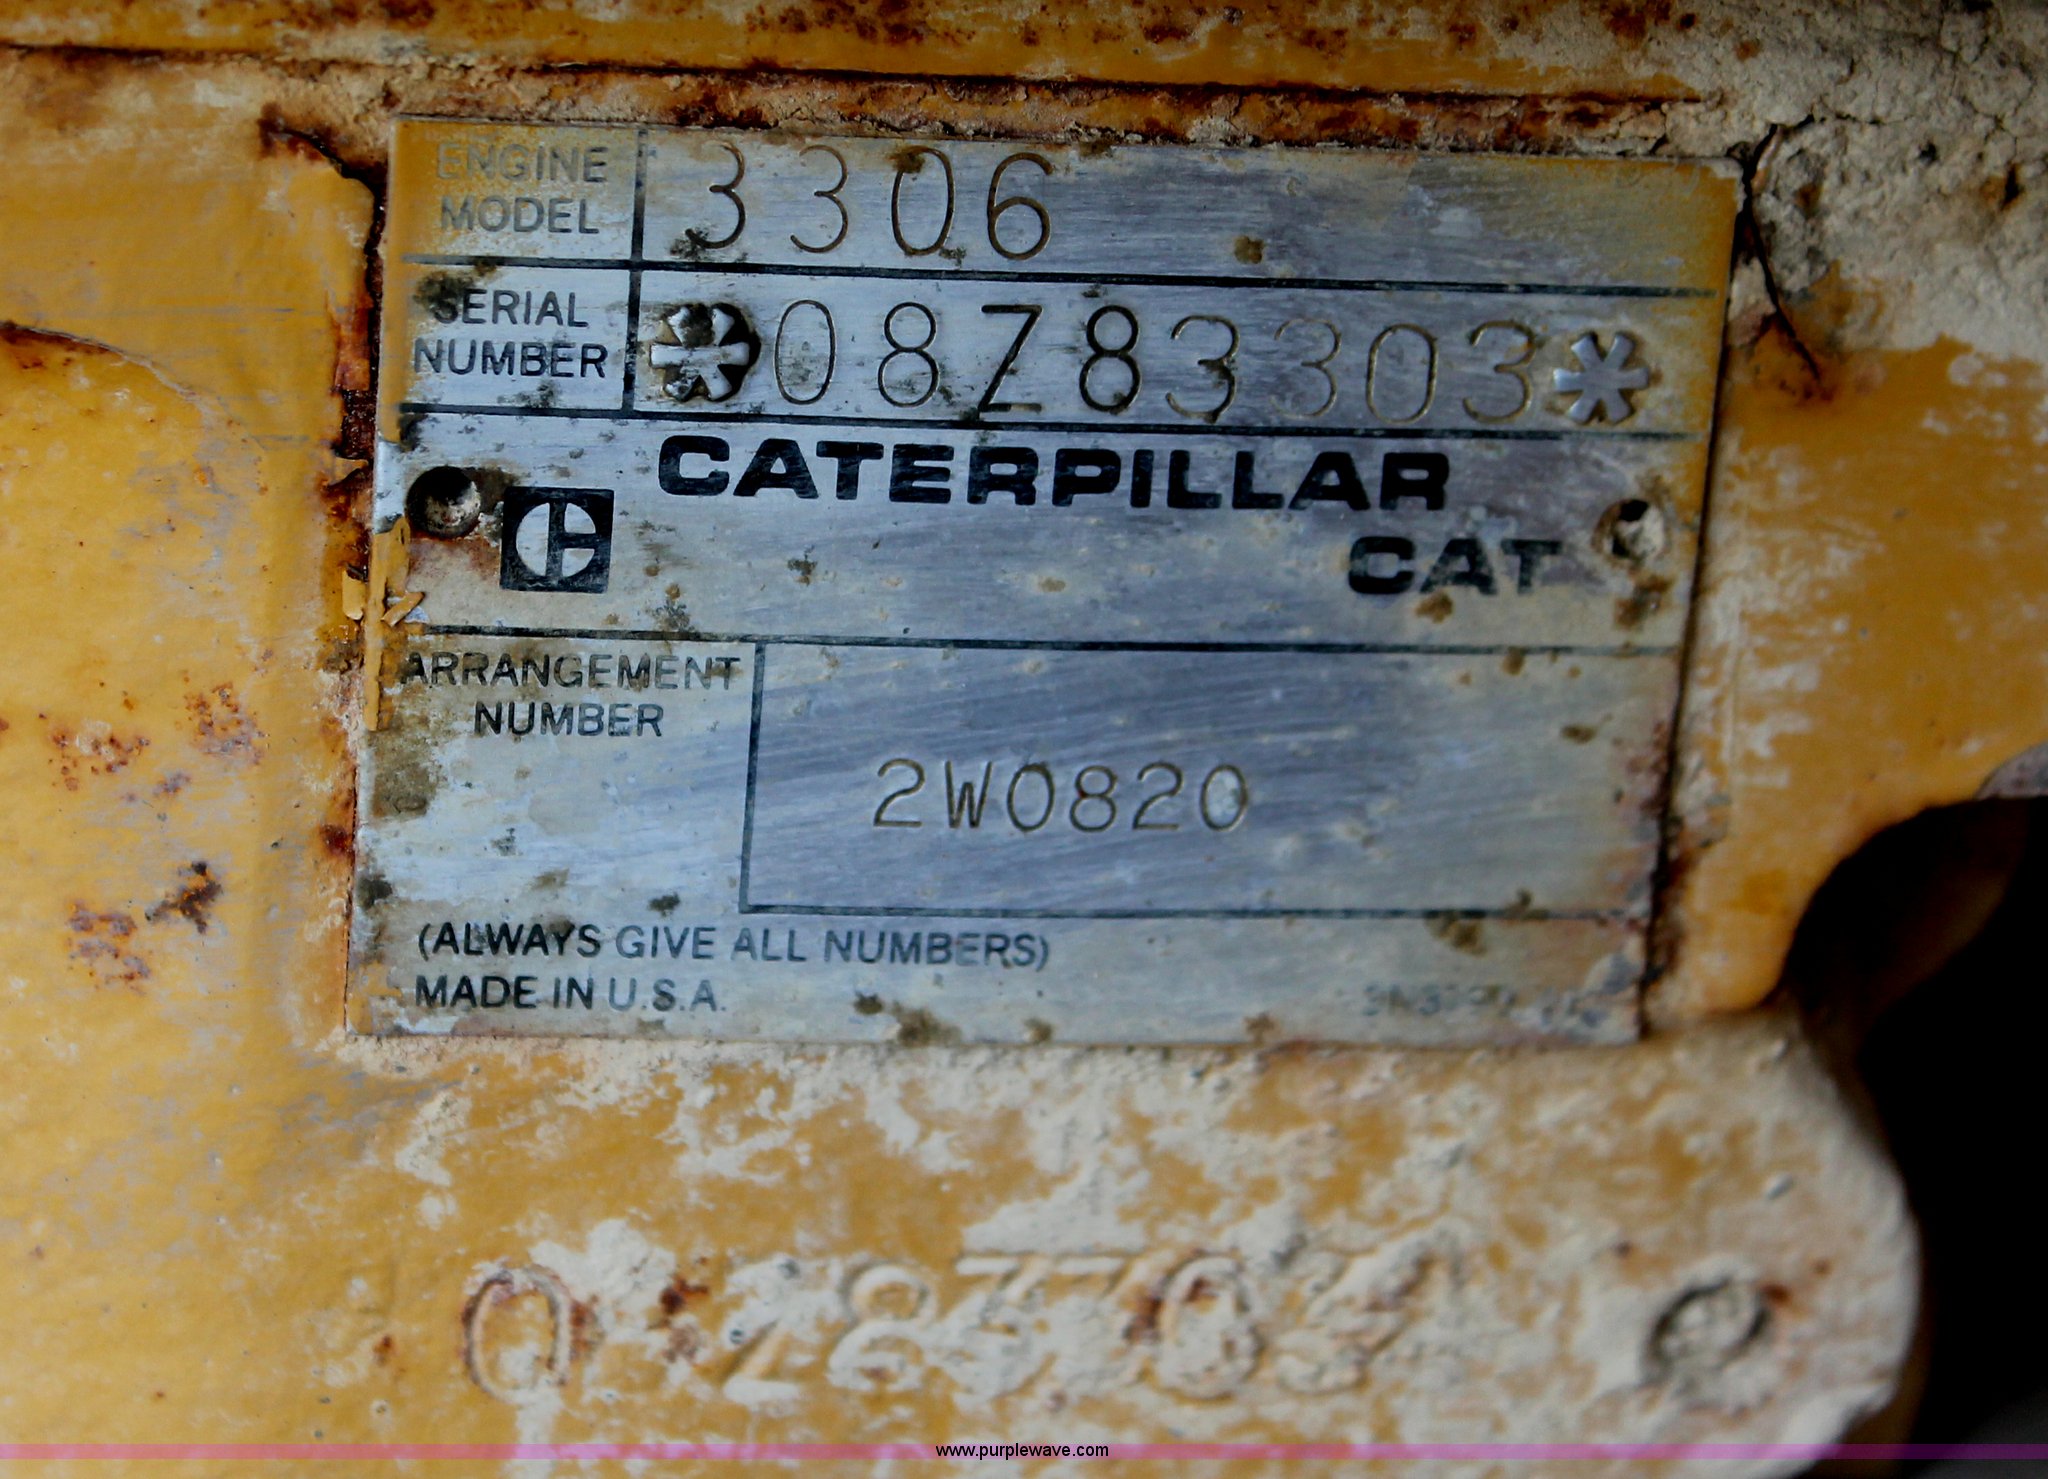 ENGINE MODEL 3306
SERIAL NUMBER *08Z83303*
CATERPILLAR
CAT
ARRANGEMENT
NUMBER
2W0820
(ALWAYS GIVE ALL NUMBERS)
MADE IN U.S.A.
www.purplewave.com